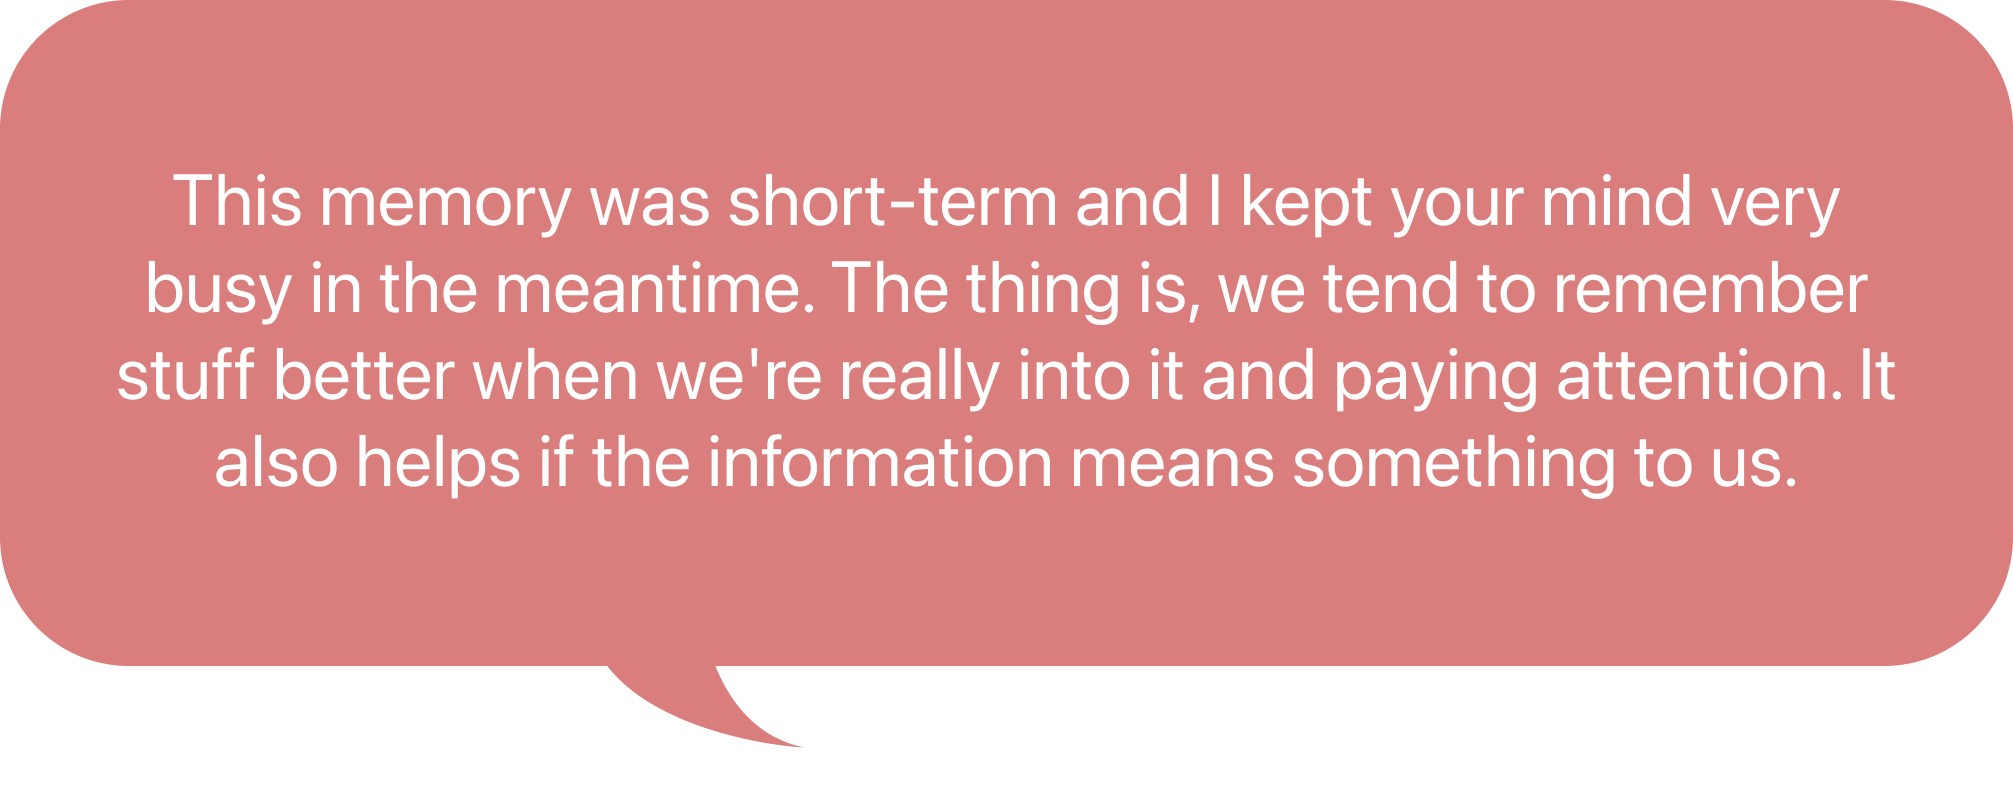 This memory was short-term and I kept your mind very
busy in the meantime. The thing is, we tend to remember
stuff better when we're really into it and paying attention. It
also helps if the information means something to us.